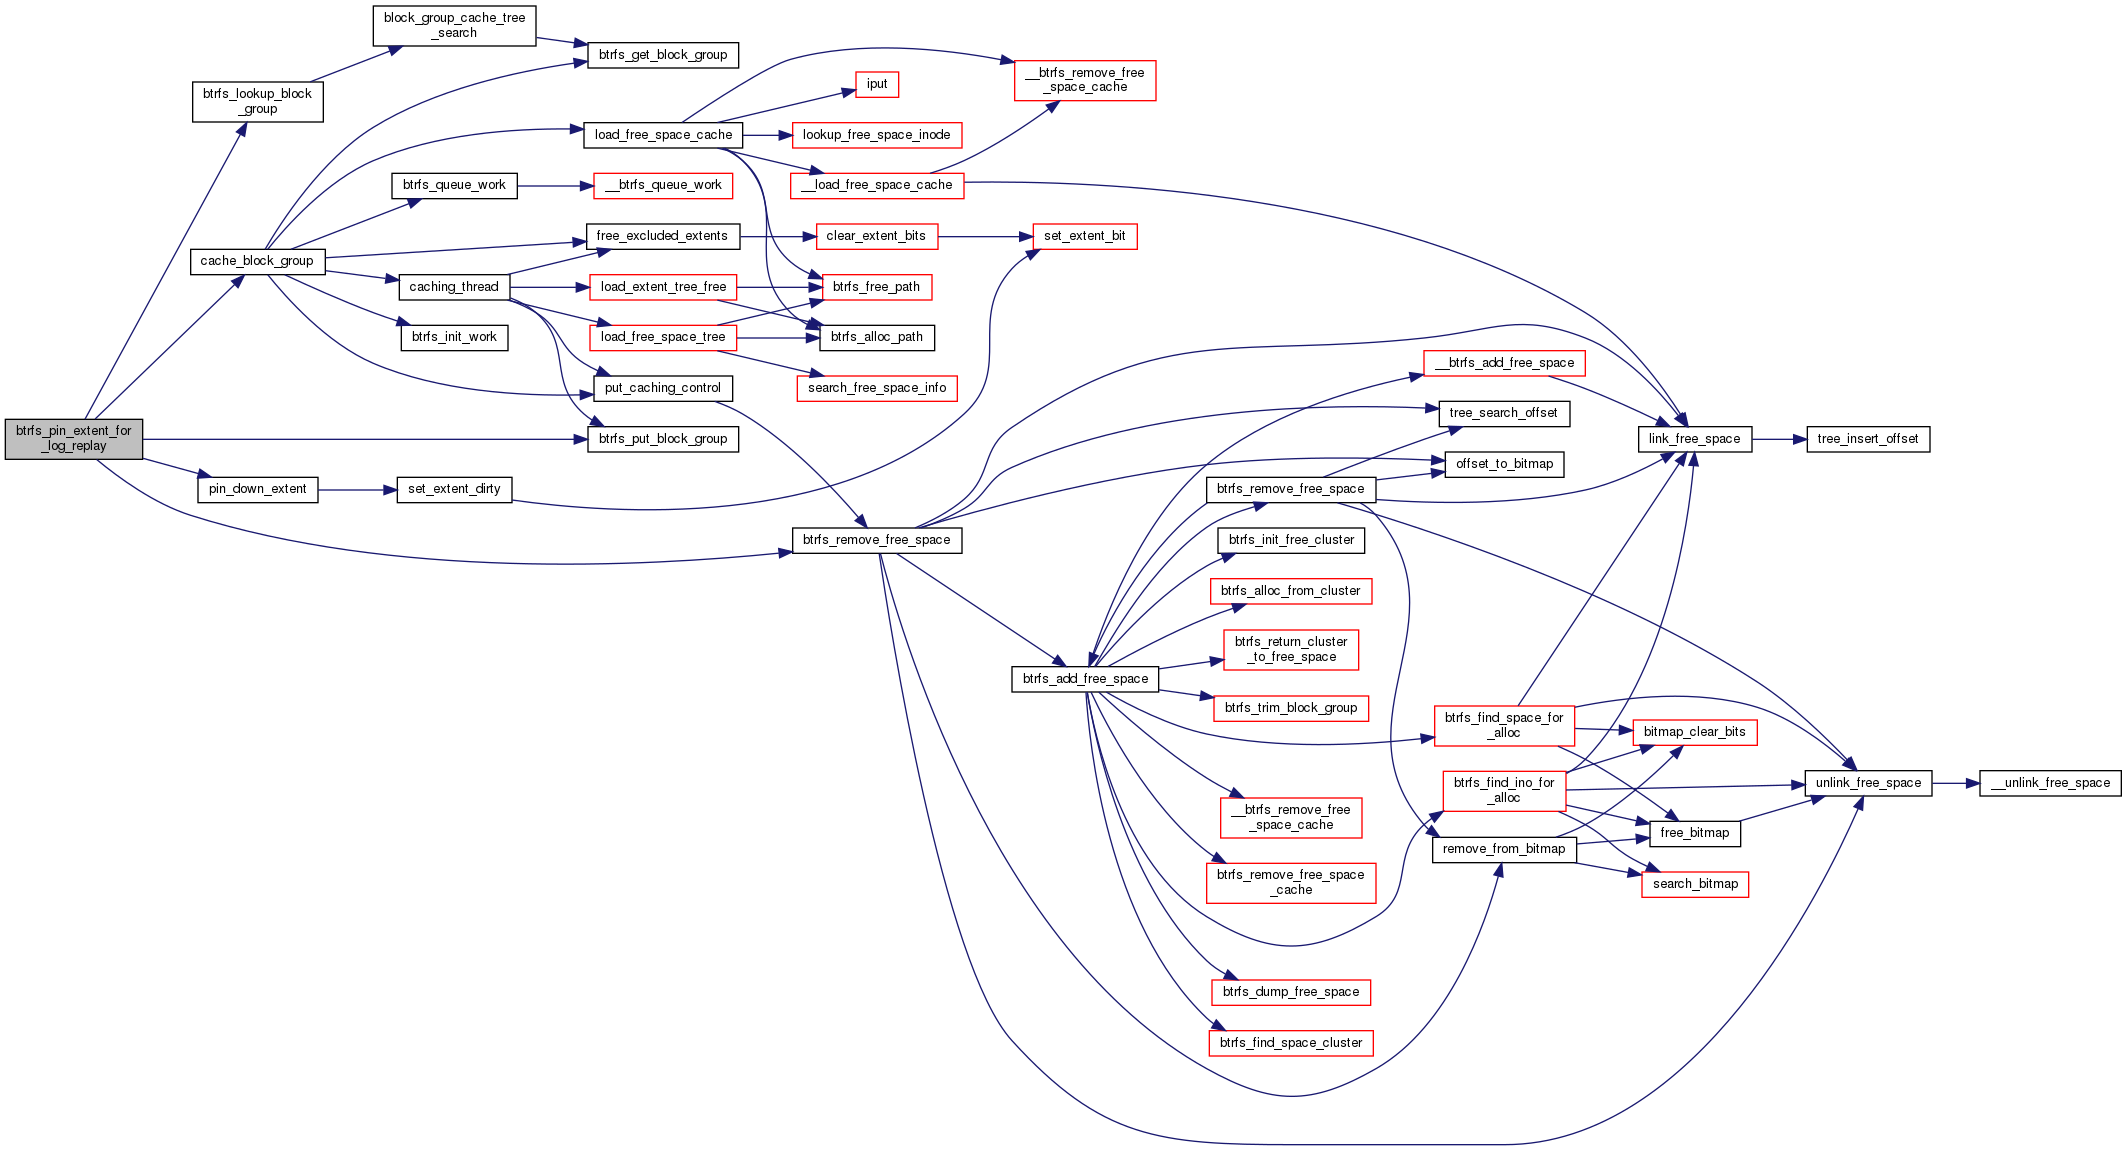 block_group_cache_tree
_search
btrfs_get_block_group
btrfs_lookup_block
_group
__btrfs_remove_free
_space_cache
iput
load_free_space_cache
lookup_free_space_inode
btrfs_queue_work
__btrfs_queue_work
__load_free_space_cache
cache_block_group
free_excluded_extents
clear_extent_bits
set_extent_bit
caching_thread
load_extent_tree_free
btrfs_free_path
btrfs_init_work
load_free_space_tree
btrfs_alloc_path
put_caching_control
search_free_space_info
__btrfs_add_free_space
tree_search_offset
btrfs_pin_extent_for
_log_replay
btrfs_put_block_group
link_free_space
tree_insert_offset
offset_to_bitmap
pin_down_extent
set_extent_dirty
btrfs_remove_free_space
btrfs_remove_free_space
btrfs_init_free_cluster
btrfs_alloc_from_cluster
btrfs_return_cluster
_to_free_space
btrfs_add_free_space
btrfs_trim_block_group
btrfs_find_space_for
_alloc
bitmap_clear_bits
btrfs_find_ino_for
_alloc
unlink_free_space
__unlink_free_space
__btrfs_remove_free
_space_cache
free_bitmap
remove_from_bitmap
btrfs_remove_free_space
_cache
search_bitmap
btrfs_dump_free_space
btrfs_find_space_cluster